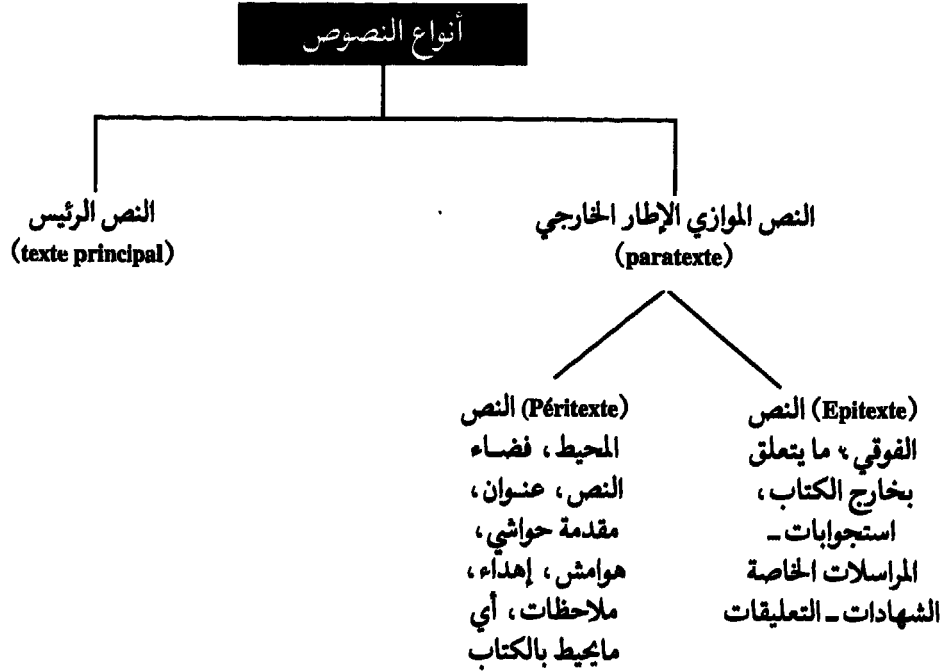 أنواع النصوص
النص الموازي الإطار الخارجي
(paratexte)
النص الرئيس
(texte principal)
(Epitexte) النص
الفوقي، ما يتعلق
بخارج الكتاب،
استجوابات ـ
المراسلات الخاصة
الشهادات ـ التعليقات
(Péritexte) النص
المحيط، فضاء
النص، عنوان،
مقدمة حواشي،
هوامش، إهداء،
ملاحظات، أي
مايحيط بالكتاب